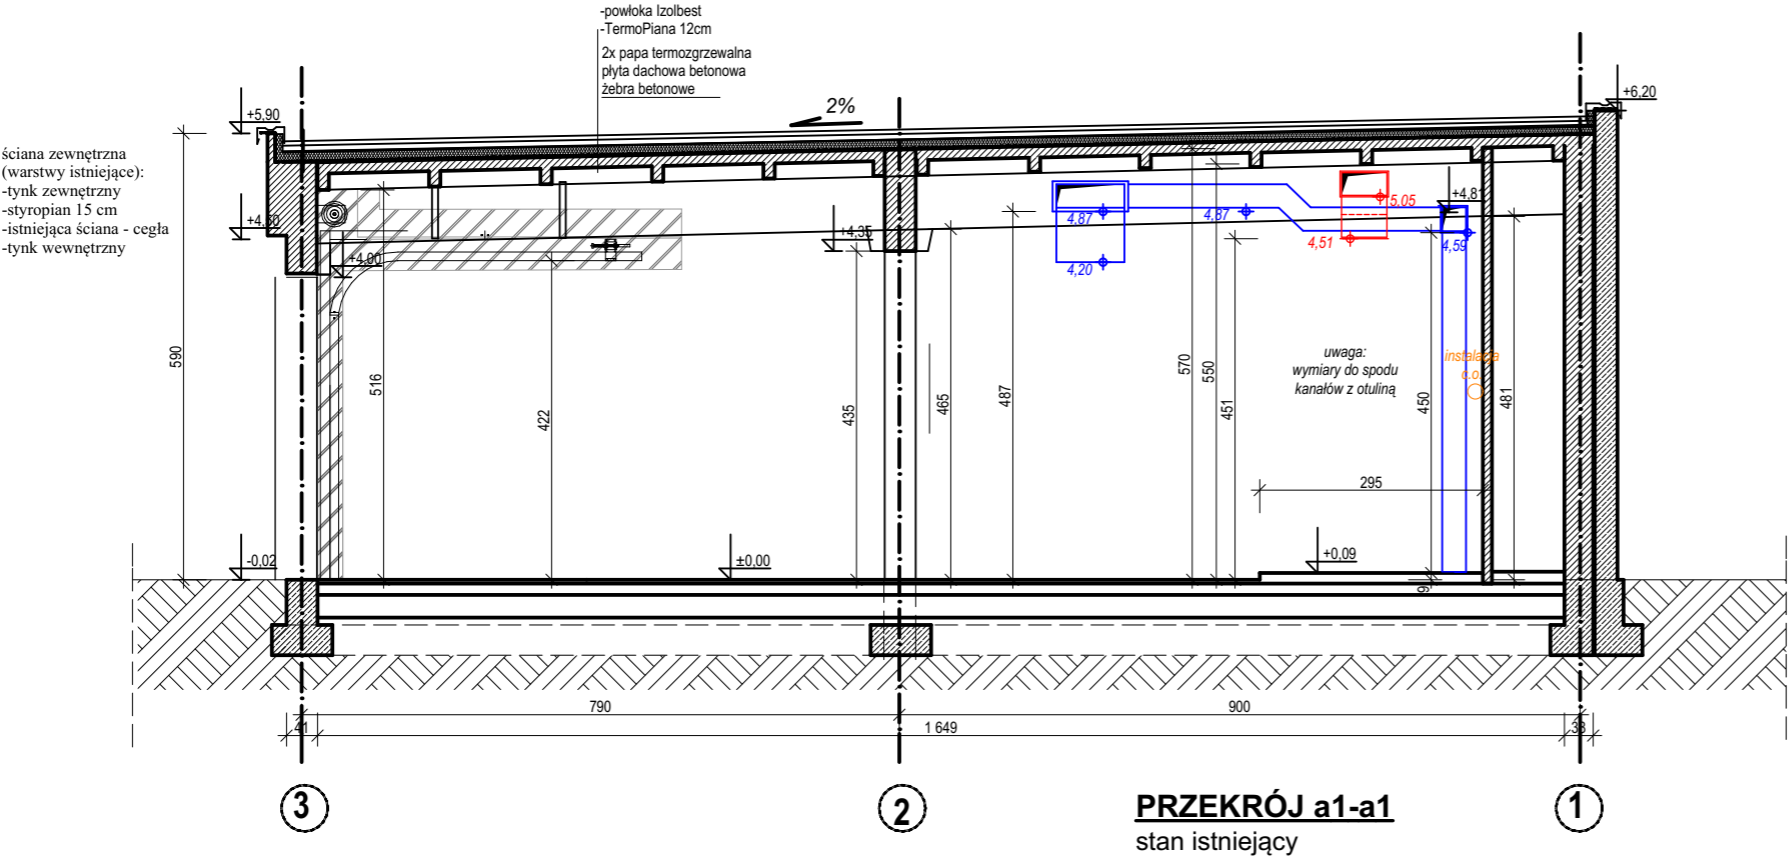 -powłoka Izolbest
-TermoPiana 12cm
2x papa termozgrzewalna
płyta dachowa betonowa
żebra betonowe
2%
+5,90
+6,20
ściana zewnętrzna
(warstwy istniejące):
-tynk zewnętrzny
-styropian 15 cm
-istniejąca ściana - cegła
-tynk wewnętrzny
+4,50
+4,00
+4,35
4,87
4,87
4,20
5,05
4,51
+4,81
4,59
590
516
422
435
465
487
570
550
451
450
481
uwaga:
wymiary do spodu
kanałów z otuliną
instalacja
c.o.
295
-0,02
±0,00
+0,09
9
790
900
41
1 649
38
3
2
1
PRZEKRÓJ a1-a1
stan istniejący